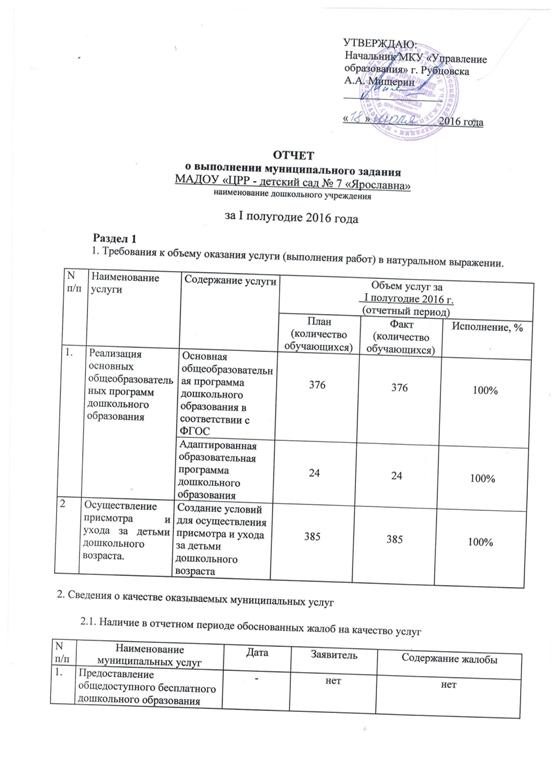 УТВЕРЖДАЮ:
Начальник МКУ «Управление
образования» г. Рубцовска
А.А. Мищерин
«18» июля 2016 года
ОТЧЕТ
о выполнении муниципального задания
МАДОУ «ЦРР - детский сад № 7 «Ярославна»
наименование дошкольного учреждения
за I полугодие 2016 года
Раздел 1
1. Требования к объему оказания услуги (выполнения работ) в натуральном выражении.
N п/п
Наименование услуги
Содержание услуги
Объем услуг за
I полугодие 2016 г.
(отчетный период)
План
(количество
обучающихся)
Факт
(количество
обучающихся)
Исполнение, %
1.
Реализация
основных
общеобразователь
ных программ
дошкольного
образования
Основная
общеобразовательн
ая программа
дошкольного
образования в
соответствии с
ФГОС
376
376
100%
Адаптированная
образовательная
программа
дошкольного
образования
24
24
100%
2
Осуществление
присмотра и
ухода за детьми
дошкольного
возраста.
Создание условий
для осуществления
присмотра и ухода
за детьми
дошкольного
возраста
385
385
100%
2. Сведения о качестве оказываемых муниципальных услуг
2.1. Наличие в отчетном периоде обоснованных жалоб на качество услуг
N п/п
Наименование
муниципальных услуг
Дата
Заявитель
Содержание жалобы
1.
Предоставление
общедоступного бесплатного
дошкольного образования
-
нет
нет